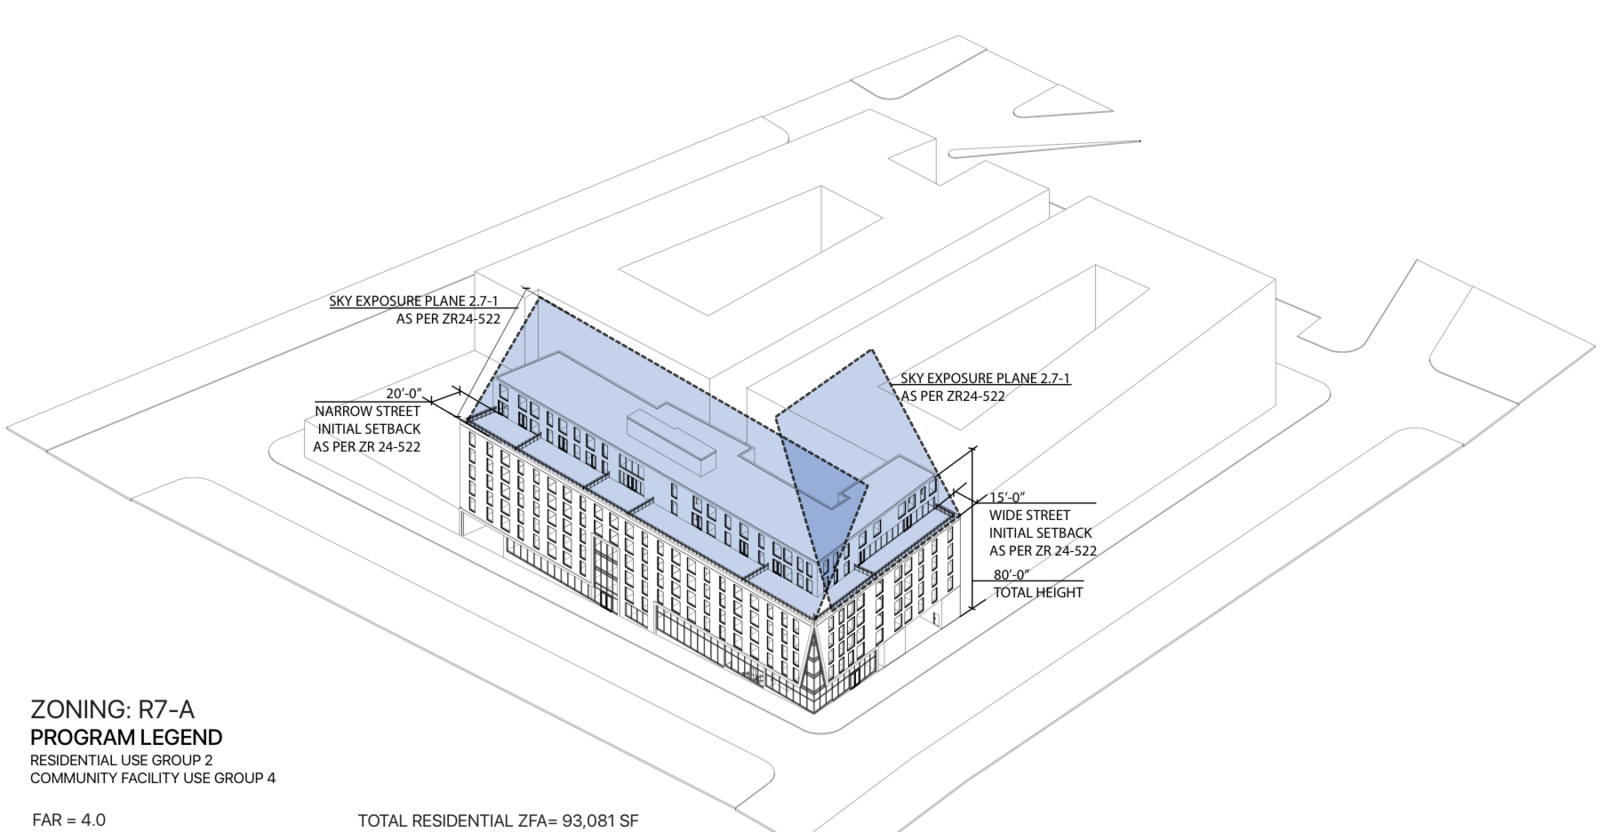 SKY EXPOSURE PLANE 2.7-1
AS PER ZR24-522
20'-0"
NARROW STREET
INITIAL SETBACK
AS PER ZR 24-522
SKY EXPOSURE PLANE 2.7-1
AS PER ZR24-522
15'-0"
WIDE STREET
INITIAL SETBACK
AS PER ZR 24-522
80'-0"
TOTAL HEIGHT
ZONING: R7-A
PROGRAM LEGEND
RESIDENTIAL USE GROUP 2
COMMUNITY FACILITY USE GROUP 4
FAR = 4.0
TOTAL RESIDENTIAL ZFA= 93,081 SF